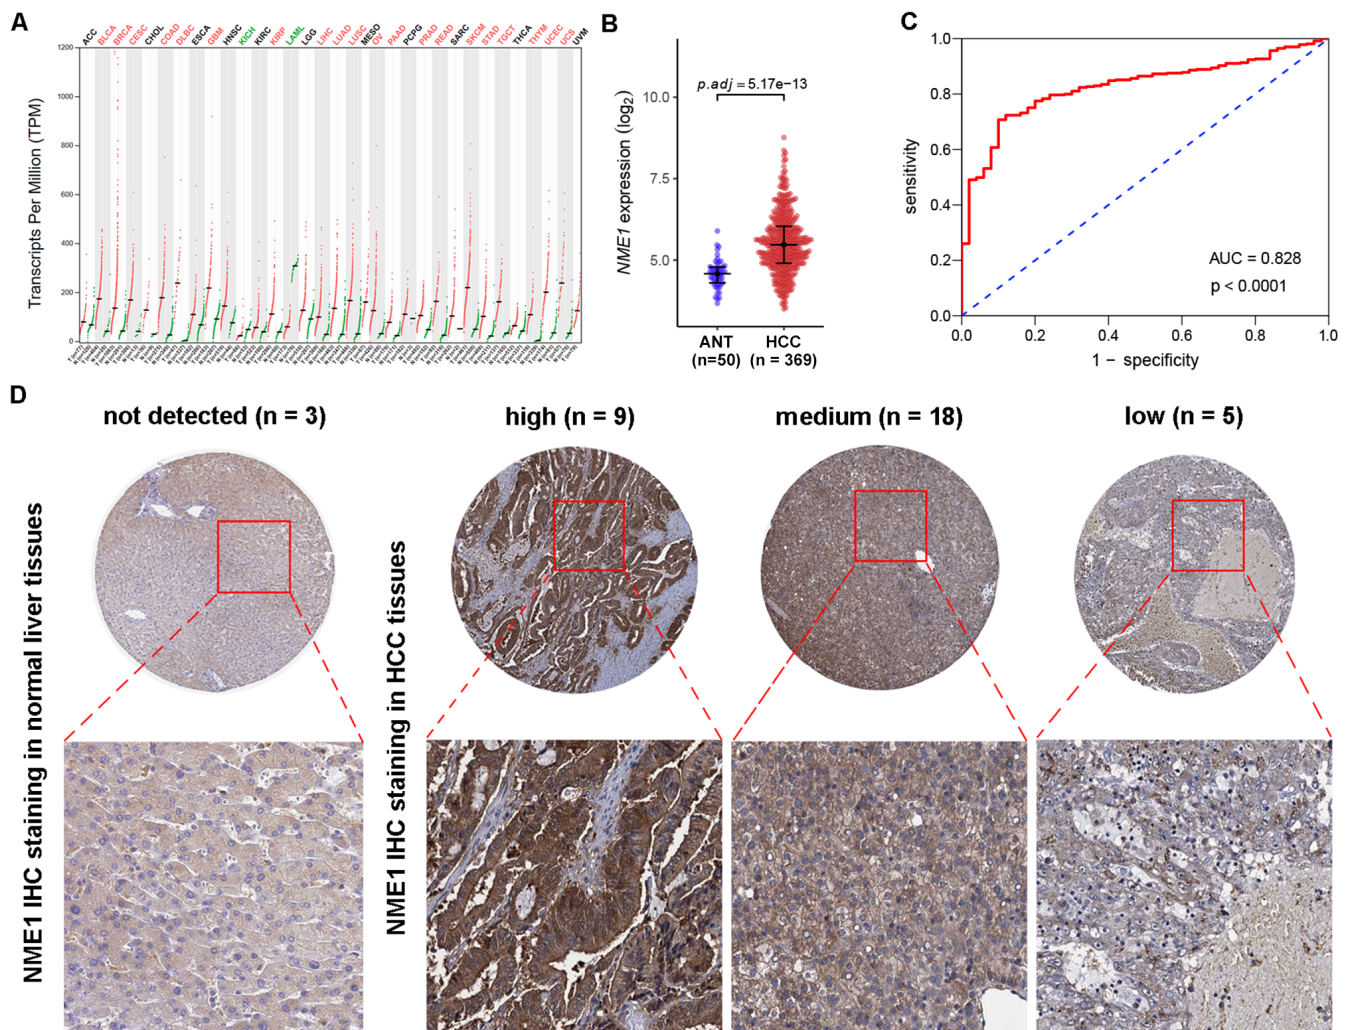 A
ACC BLCA BRCA CESC CHOL COAD DLBC ESCA GBM HNSC KICH KIRC KIRP LAML LGG LIHC LUAD LUSC MESO OV PAAD PCPG PRAD READ SARC SKCM STAD TGCT THCA THYM UCEC UCS UVM
Transcripts Per Million (TPM)
1200
1000
800
600
400
200
0
B
NME1 expression (log2)
p.adj = 5.17e−13
10.0
7.5
5.0
ANT HCC
(n=50) (n = 369)
C
sensitivity
1.0
0.8
0.6
0.4
0.2
0.0
AUC = 0.828
p < 0.0001
0.0 0.2 0.4 0.6 0.8 1.0
1 − specificity
D
not detected (n = 3) high (n = 9) medium (n = 18) low (n = 5)
NME1 IHC staining in normal liver tissues
NME1 IHC staining in HCC tissues